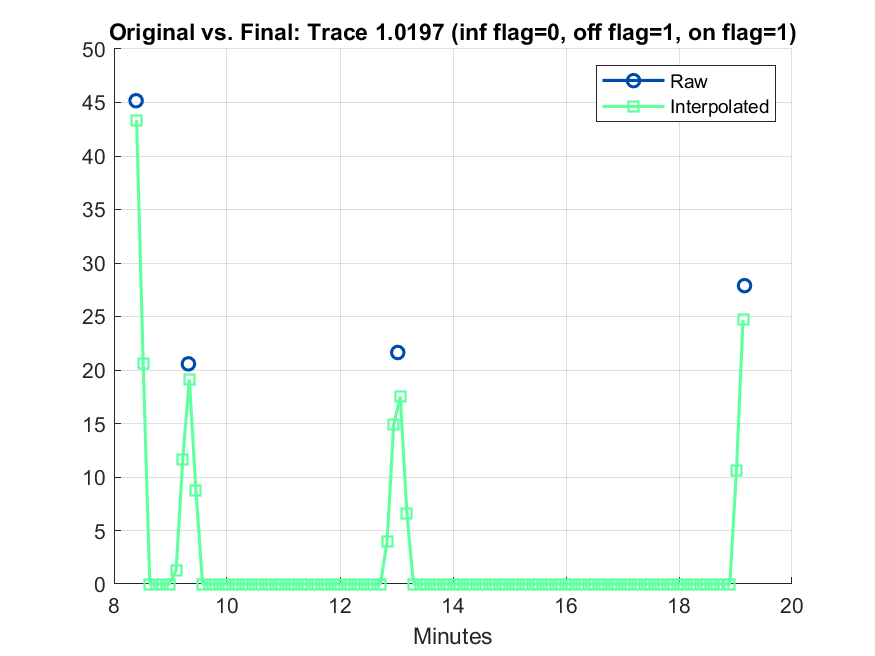 Original vs. Final: Trace 1.0197 (inf flag=0, off flag=1, on flag=1)
50
45
40
35
30
25
20
15
10
5
0
Raw
Interpolated
8 10 12 14 16 18 20
Minutes